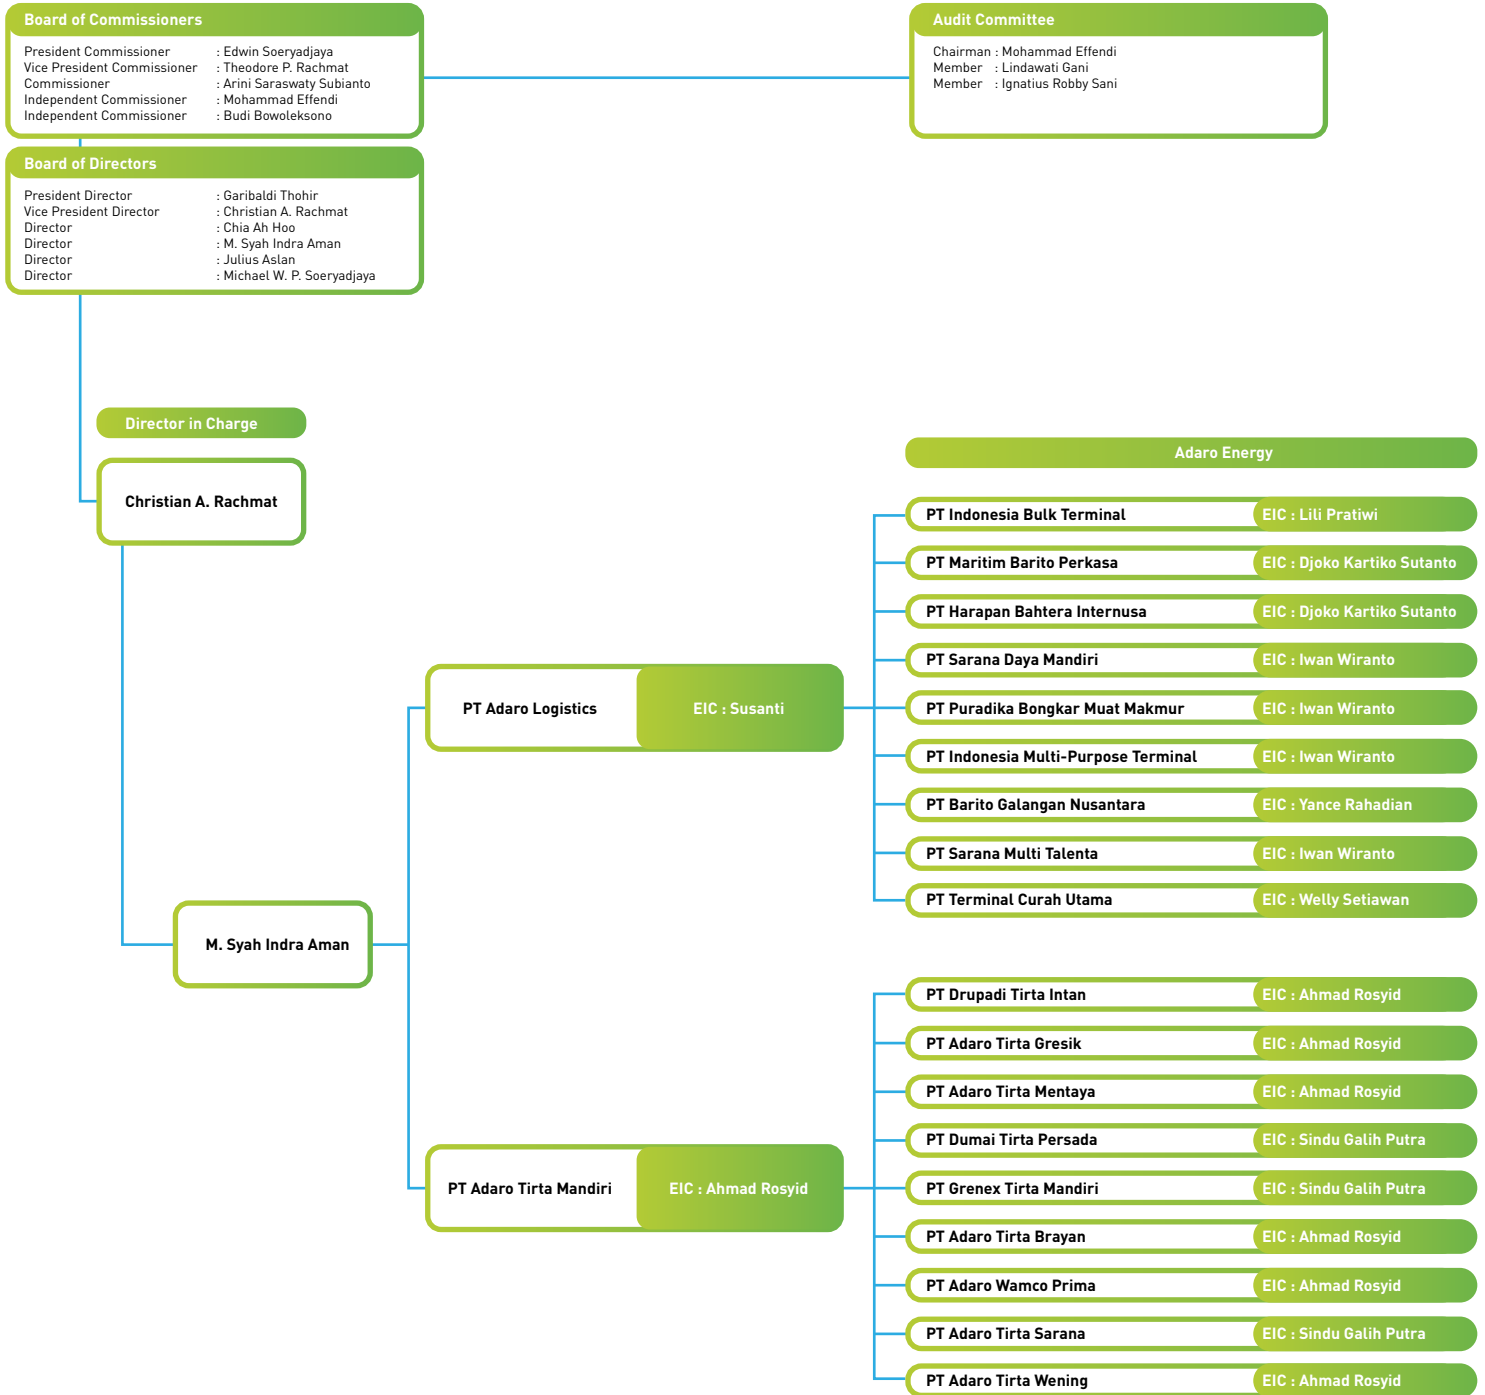 Board of Commissioners
President Commissioner : Edwin Soeryadjaya
Vice President Commissioner : Theodore P. Rachmat
Commissioner : Arini Saraswaty Subianto
Independent Commissioner : Mohammad Effendi
Independent Commissioner : Budi Bowoleksono
Audit Committee
Chairman : Mohammad Effendi
Member : Lindawati Gani
Member : Ignatius Robby Sani
Board of Directors
President Director : Garibaldi Thohir
Vice President Director : Christian A. Rachmat
Director : Chia Ah Hoo
Director : M. Syah Indra Aman
Director : Julius Aslan
Director : Michael W. P. Soeryadjaya
Director in Charge
Christian A. Rachmat
M. Syah Indra Aman
PT Adaro Logistics EIC : Susanti
PT Adaro Tirta Mandiri EIC : Ahmad Rosyid
Adaro Energy
PT Indonesia Bulk Terminal EIC : Lili Pratiwi
PT Maritim Barito Perkasa EIC : Djoko Kartiko Sutanto
PT Harapan Bahtera Internusa EIC : Djoko Kartiko Sutanto
PT Sarana Daya Mandiri EIC : Iwan Wiranto
PT Puradika Bongkar Muat Makmur EIC : Iwan Wiranto
PT Indonesia Multi-Purpose Terminal EIC : Iwan Wiranto
PT Barito Galangan Nusantara EIC : Yance Rahadian
PT Sarana Multi Talenta EIC : Iwan Wiranto
PT Terminal Curah Utama EIC : Welly Setiawan
PT Drupadi Tirta Intan EIC : Ahmad Rosyid
PT Adaro Tirta Gresik EIC : Ahmad Rosyid
PT Adaro Tirta Mentaya EIC : Ahmad Rosyid
PT Dumai Tirta Persada EIC : Sindu Galih Putra
PT Grenex Tirta Mandiri EIC : Sindu Galih Putra
PT Adaro Tirta Brayan EIC : Ahmad Rosyid
PT Adaro Wamco Prima EIC : Ahmad Rosyid
PT Adaro Tirta Sarana EIC : Sindu Galih Putra
PT Adaro Tirta Wening EIC : Ahmad Rosyid